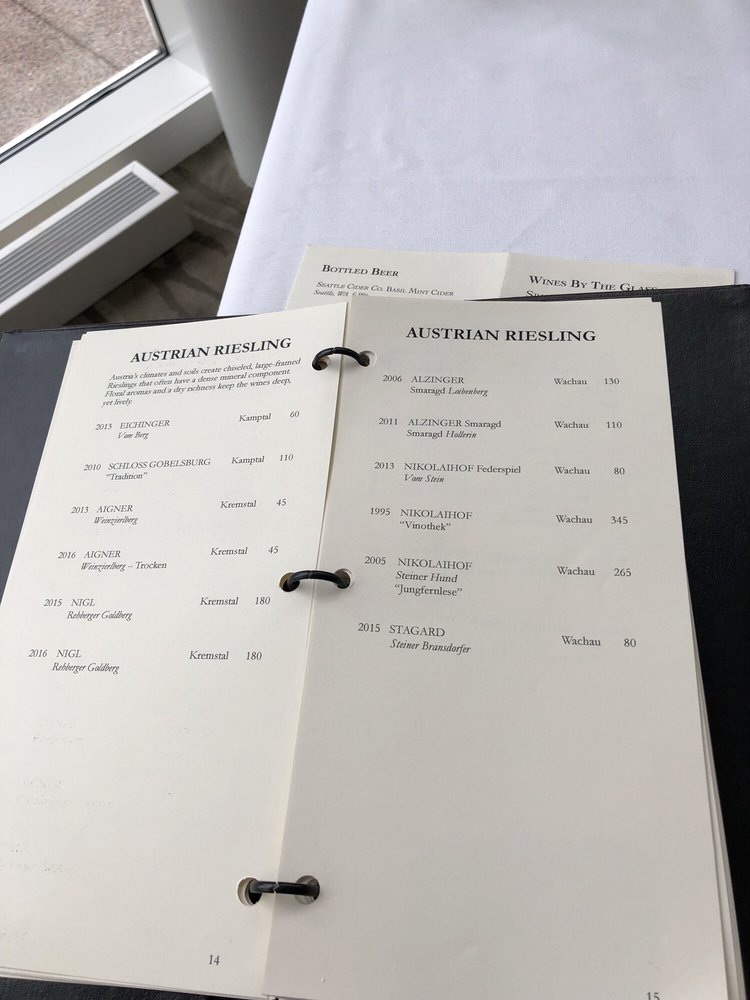 BOTTLED BEER
SEATTLE CIDER CO. BASIL MINT CIDER
Seattle, WA 6.9%
WINES BY THE GLASS
AUSTRIAN RIESLING
Austria's climates and soils create chiseled, large-framed
Rieslings that often have a dense mineral component.
Floral aromas and a dry richness keep the wines deep,
yet lively.
2013 EICHINGER Kamptal 60
Vom Berg
2010 SCHLOSS GOBELSBURG Kamptal 110
"Tradition"
2013 AIGNER Kremstal 45
Weinzierlberg
2016 AIGNER Kremstal 45
Weinzierlberg – Trocken
2015 NIGL Kremstal 180
Rehberger Goldberg
2016 NIGL Kremstal 180
Rehberger Goldberg
14
AUSTRIAN RIESLING
2006 ALZINGER Wachau 130
Smaragd Loibenberg
2011 ALZINGER Smaragd Wachau 110
Smaragd Hollerin
2013 NIKOLAIHOF Federspiel Wachau 80
Vom Stein
1995 NIKOLAIHOF Wachau 345
"Vinothek"
2005 NIKOLAIHOF Wachau 265
Steiner Hund
"Jungfernlese"
2015 STAGARD Wachau 80
Steiner Bransdorfer
15